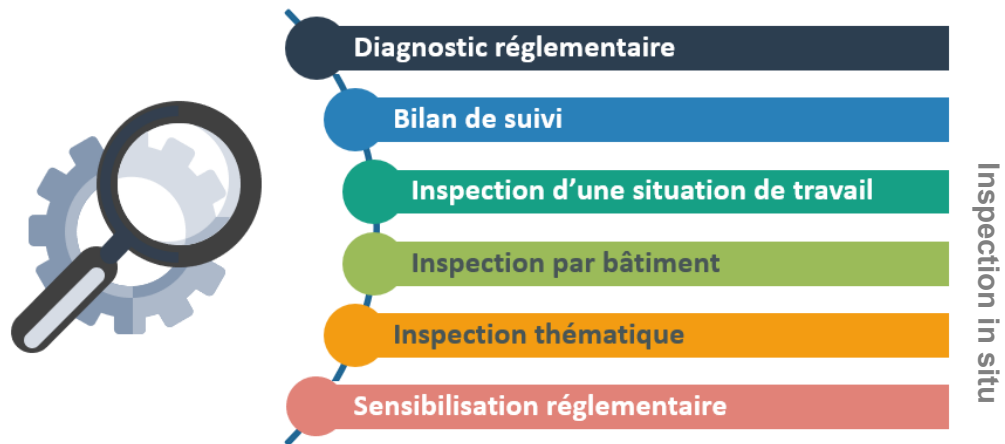 Diagnostic réglementaire
Bilan de suivi
Inspection d’une situation de travail
Inspection par bâtiment
Inspection thématique
Sensibilisation réglementaire
Inspection in situ